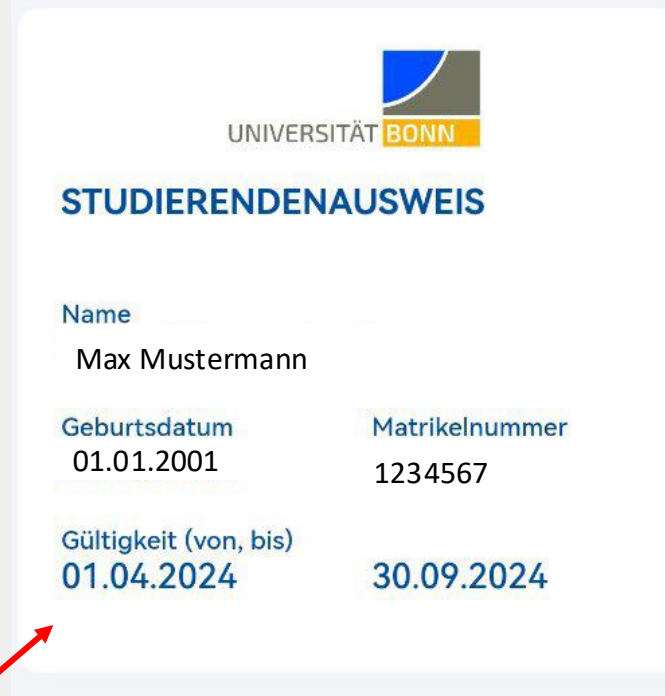 UNIVERSITÄT BONN
STUDIERENDENAUSWEIS
Name
Max Mustermann
Geburtsdatum Matrikelnummer
01.01.2001 1234567
Gültigkeit (von, bis)
01.04.2024 30.09.2024